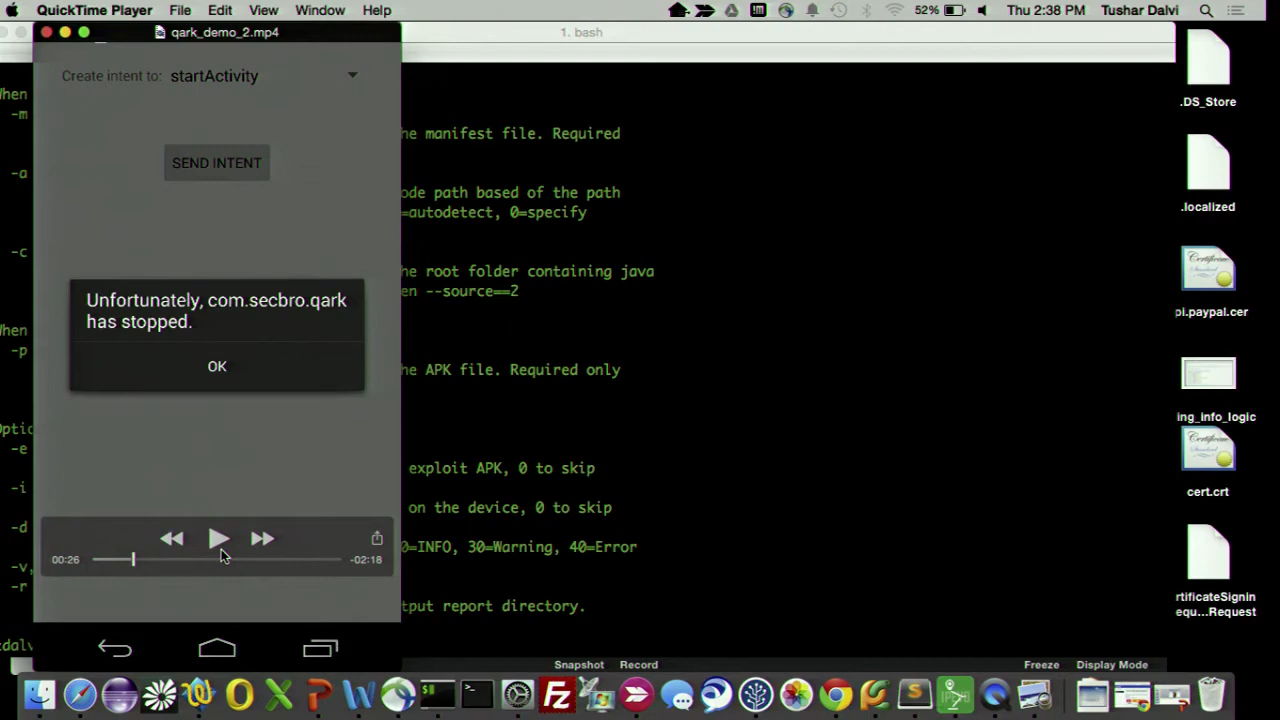 QuickTime Player File Edit View Window Help 52% Thu 2:38 PM Tushar Dalvi
qark_demo_2.mp4
1. bash
Create intent to: startActivity
SEND INTENT
Unfortunately, com.secbro.qark
has stopped.
OK
00:26 -02:18
When
-m he manifest file. Required
-a ode path based of the path
=autodetect, 0=specify
-c he root folder containing java
en --source==2
When
-p he APK file. Required only
Optio
-e exploit APK, 0 to skip
-i on the device, 0 to skip
-d 0=INFO, 30=Warning, 40=Error
-v,
-r tput report directory.
:dalv
.DS_Store
.localized
pi.paypal.cer
ing_info_logic
cert.crt
rtificateSignin
equ...Request
Snapshot Record Freeze Display Mode